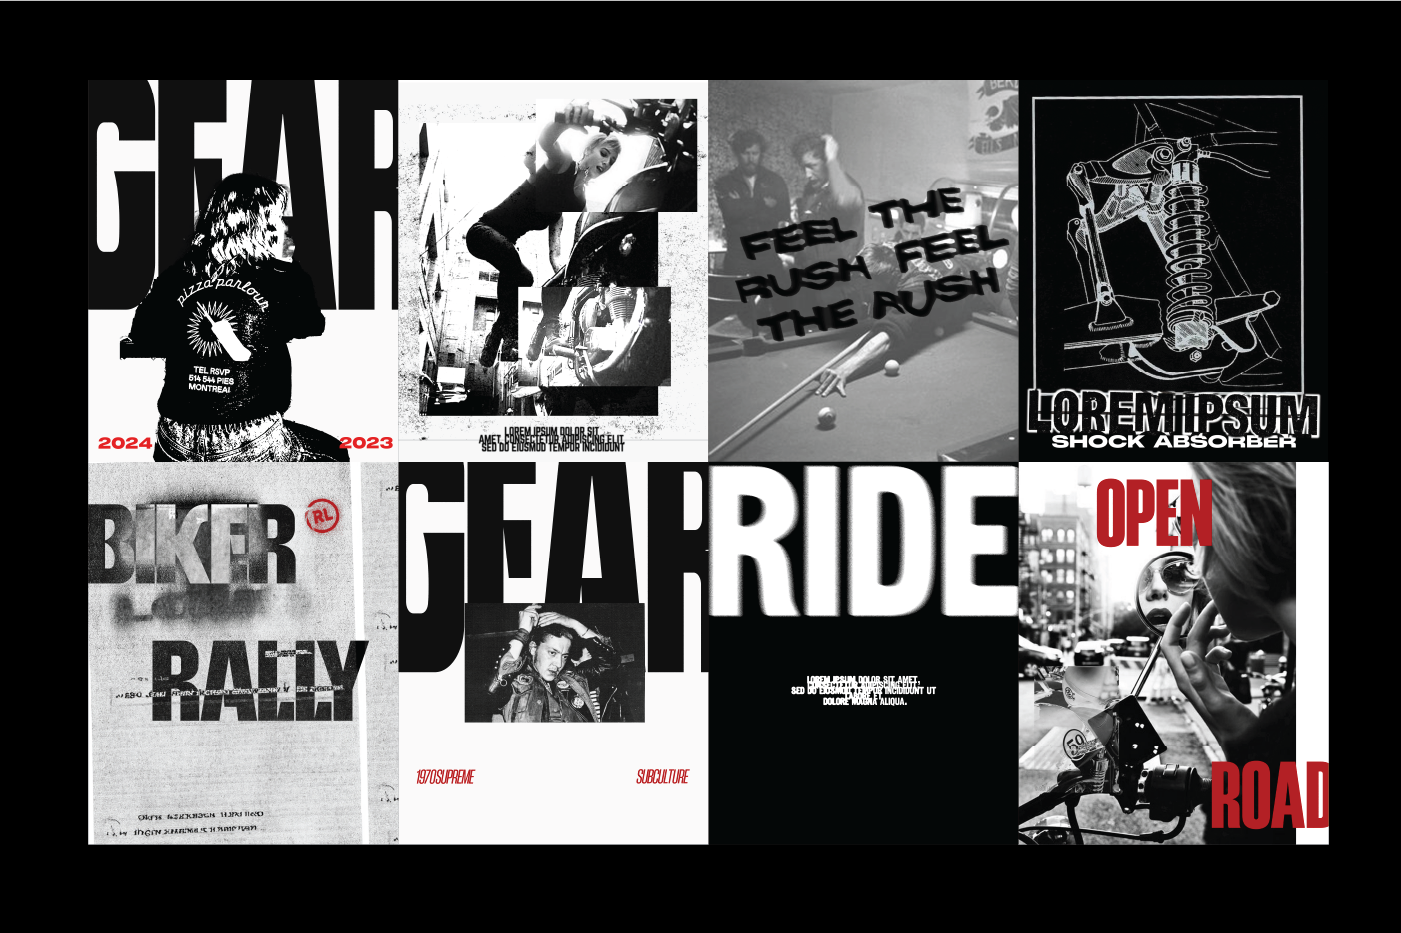 GEAR
pizza parlour
TEL RSVP
514 544 PIES
MONTREAL
2024
2023
LOREM IPSUM DOLOR SIT
AMET, CONSECTETUR ADIPISCING ELIT,
SED DO EIUSMOD TEMPOR INCIDIDUNT
FEEL THE
RUSH FEEL
THE RUSH
LOREM IPSUM
SHOCK ABSORBER
BIKER
RL
RALLY
GEAR
1970SUPREME
SUBCULTURE
RIDE
LOREM IPSUM DOLOR SIT AMET,
CONSECTETUR ADIPISCING ELIT,
SED DO EIUSMOD TEMPOR INCIDIDUNT UT
LABORE ET
DOLORE MAGNA ALIQUA.
OPEN
59
ROAD